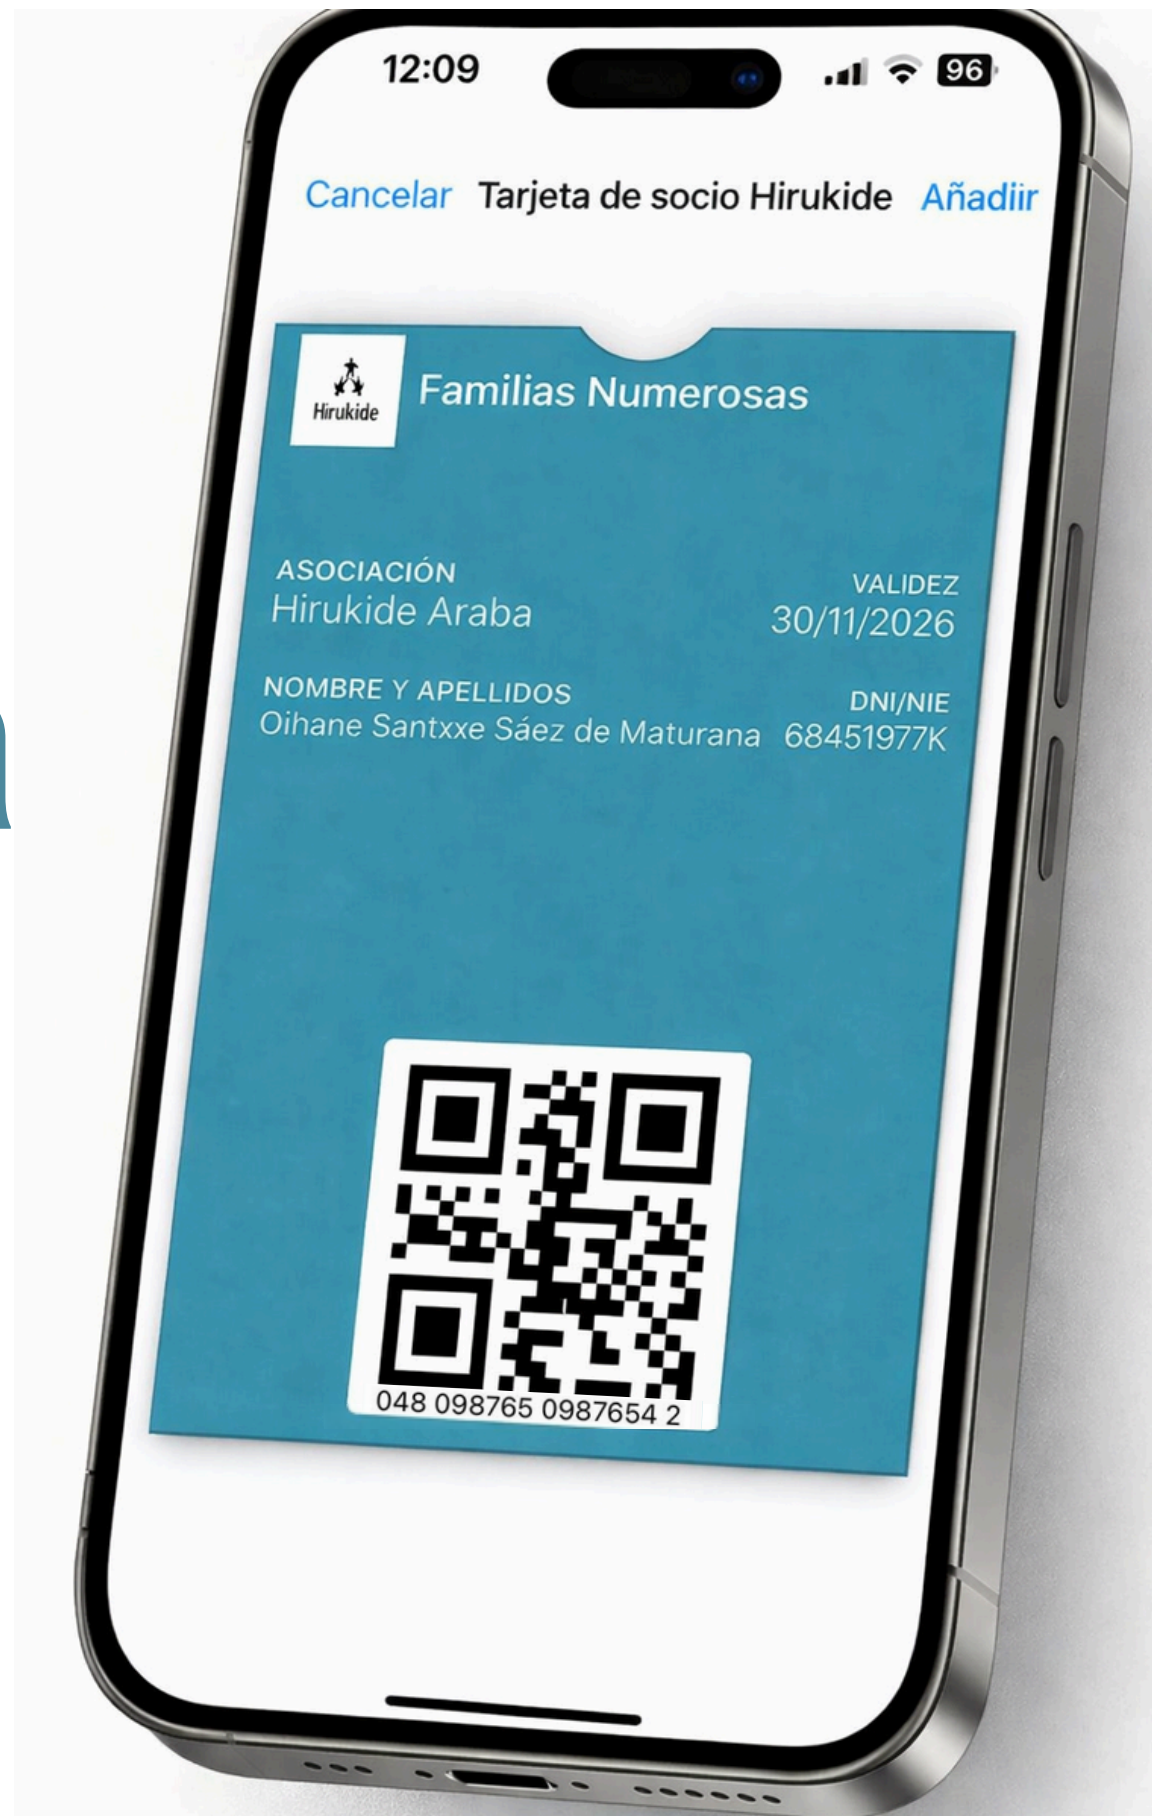 12:09
96
Cancelar Tarjeta de socio Hirukide Añadiir
Hirukide
Familias Numerosas
ASOCIACIÓN VALIDEZ
Hirukide Araba 30/11/2026
NOMBRE Y APELLIDOS DNI/NIE
Oihane Santxxe Sáez de Maturana 68451977K
048 098765 0987654 2